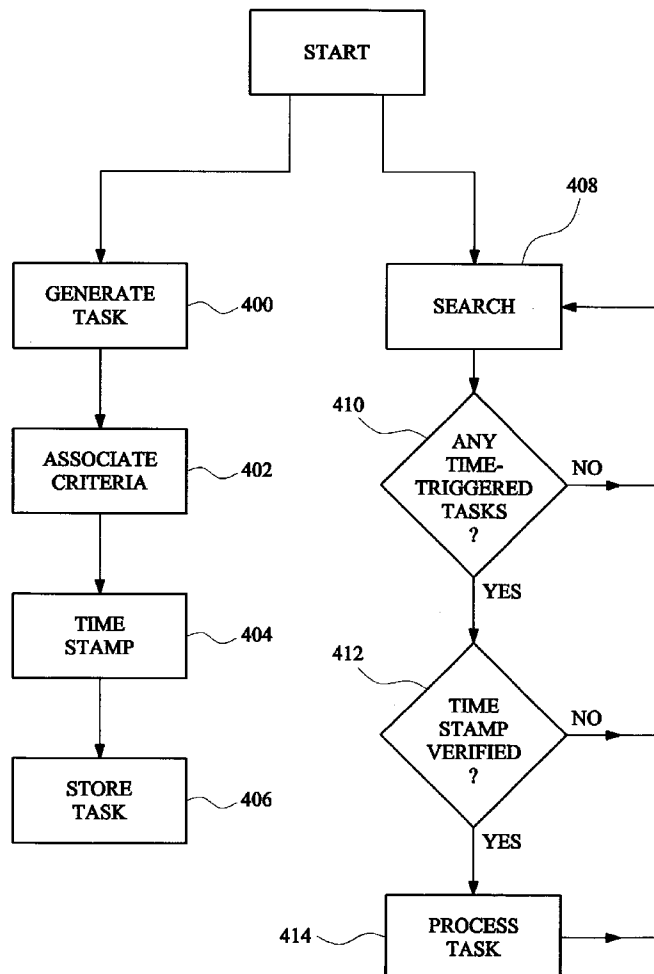 START
408
GENERATE
TASK
400
SEARCH
410
ANY
TIME-
TRIGGERED
TASKS
?
NO
YES
ASSOCIATE
CRITERIA
402
TIME
STAMP
404
412
TIME
STAMP
VERIFIED
?
NO
YES
STORE
TASK
406
414
PROCESS
TASK